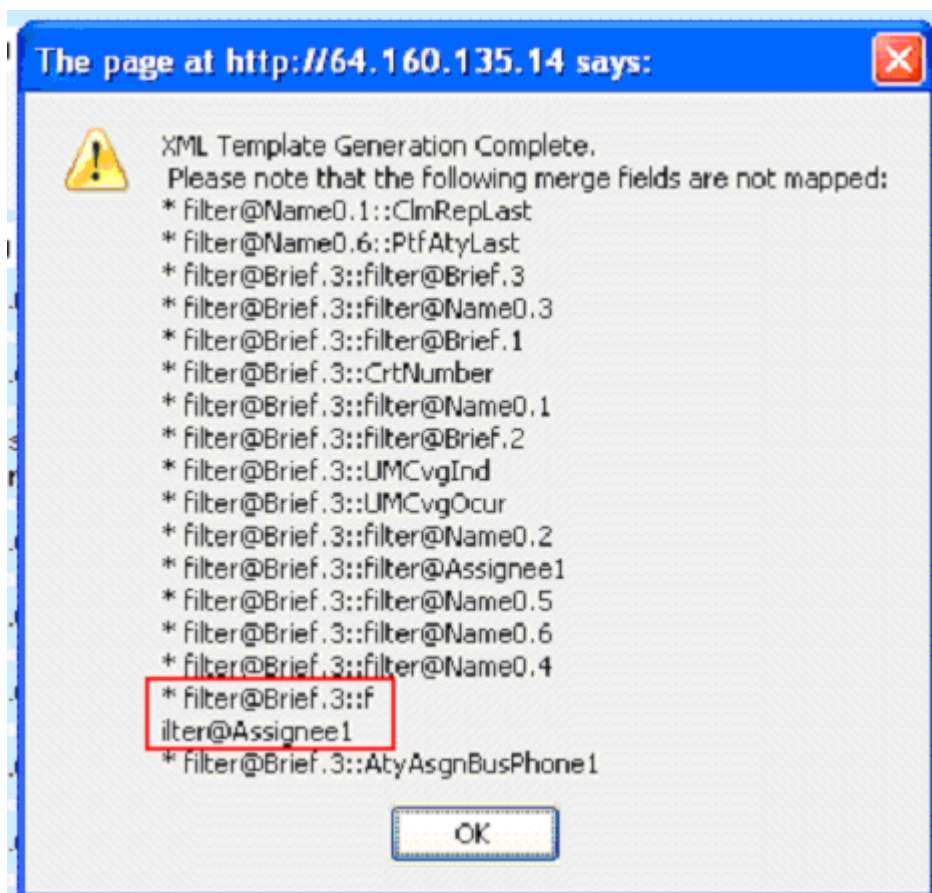 The page at http://64.160.135.14 says:
XML Template Generation Complete.
Please note that the following merge fields are not mapped:
* filter@Name0.1::ClmRepLast
* filter@Name0.6::PtfAtyLast
* filter@Brief.3::filter@Brief.3
* filter@Brief.3::filter@Name0.3
* filter@Brief.3::filter@Brief.1
* filter@Brief.3::CrtNumber
* filter@Brief.3::filter@Name0.1
* filter@Brief.3::filter@Brief.2
* filter@Brief.3::UMCvgInd
* filter@Brief.3::UMCvgOcur
* filter@Brief.3::filter@Name0.2
* filter@Brief.3::filter@Assignee1
* filter@Brief.3::filter@Name0.5
* filter@Brief.3::filter@Name0.6
* filter@Brief.3::filter@Name0.4
* filter@Brief.3::f
ilter@Assignee1
* filter@Brief.3::AtyAsgnBusPhone1
OK